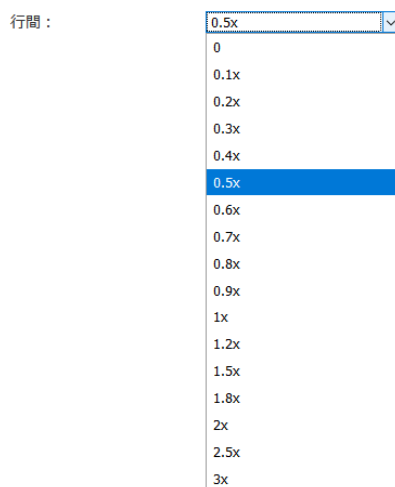 行間： 0.5x
0
0.1x
0.2x
0.3x
0.4x
0.5x
0.6x
0.7x
0.8x
0.9x
1x
1.2x
1.5x
1.8x
2x
2.5x
3x